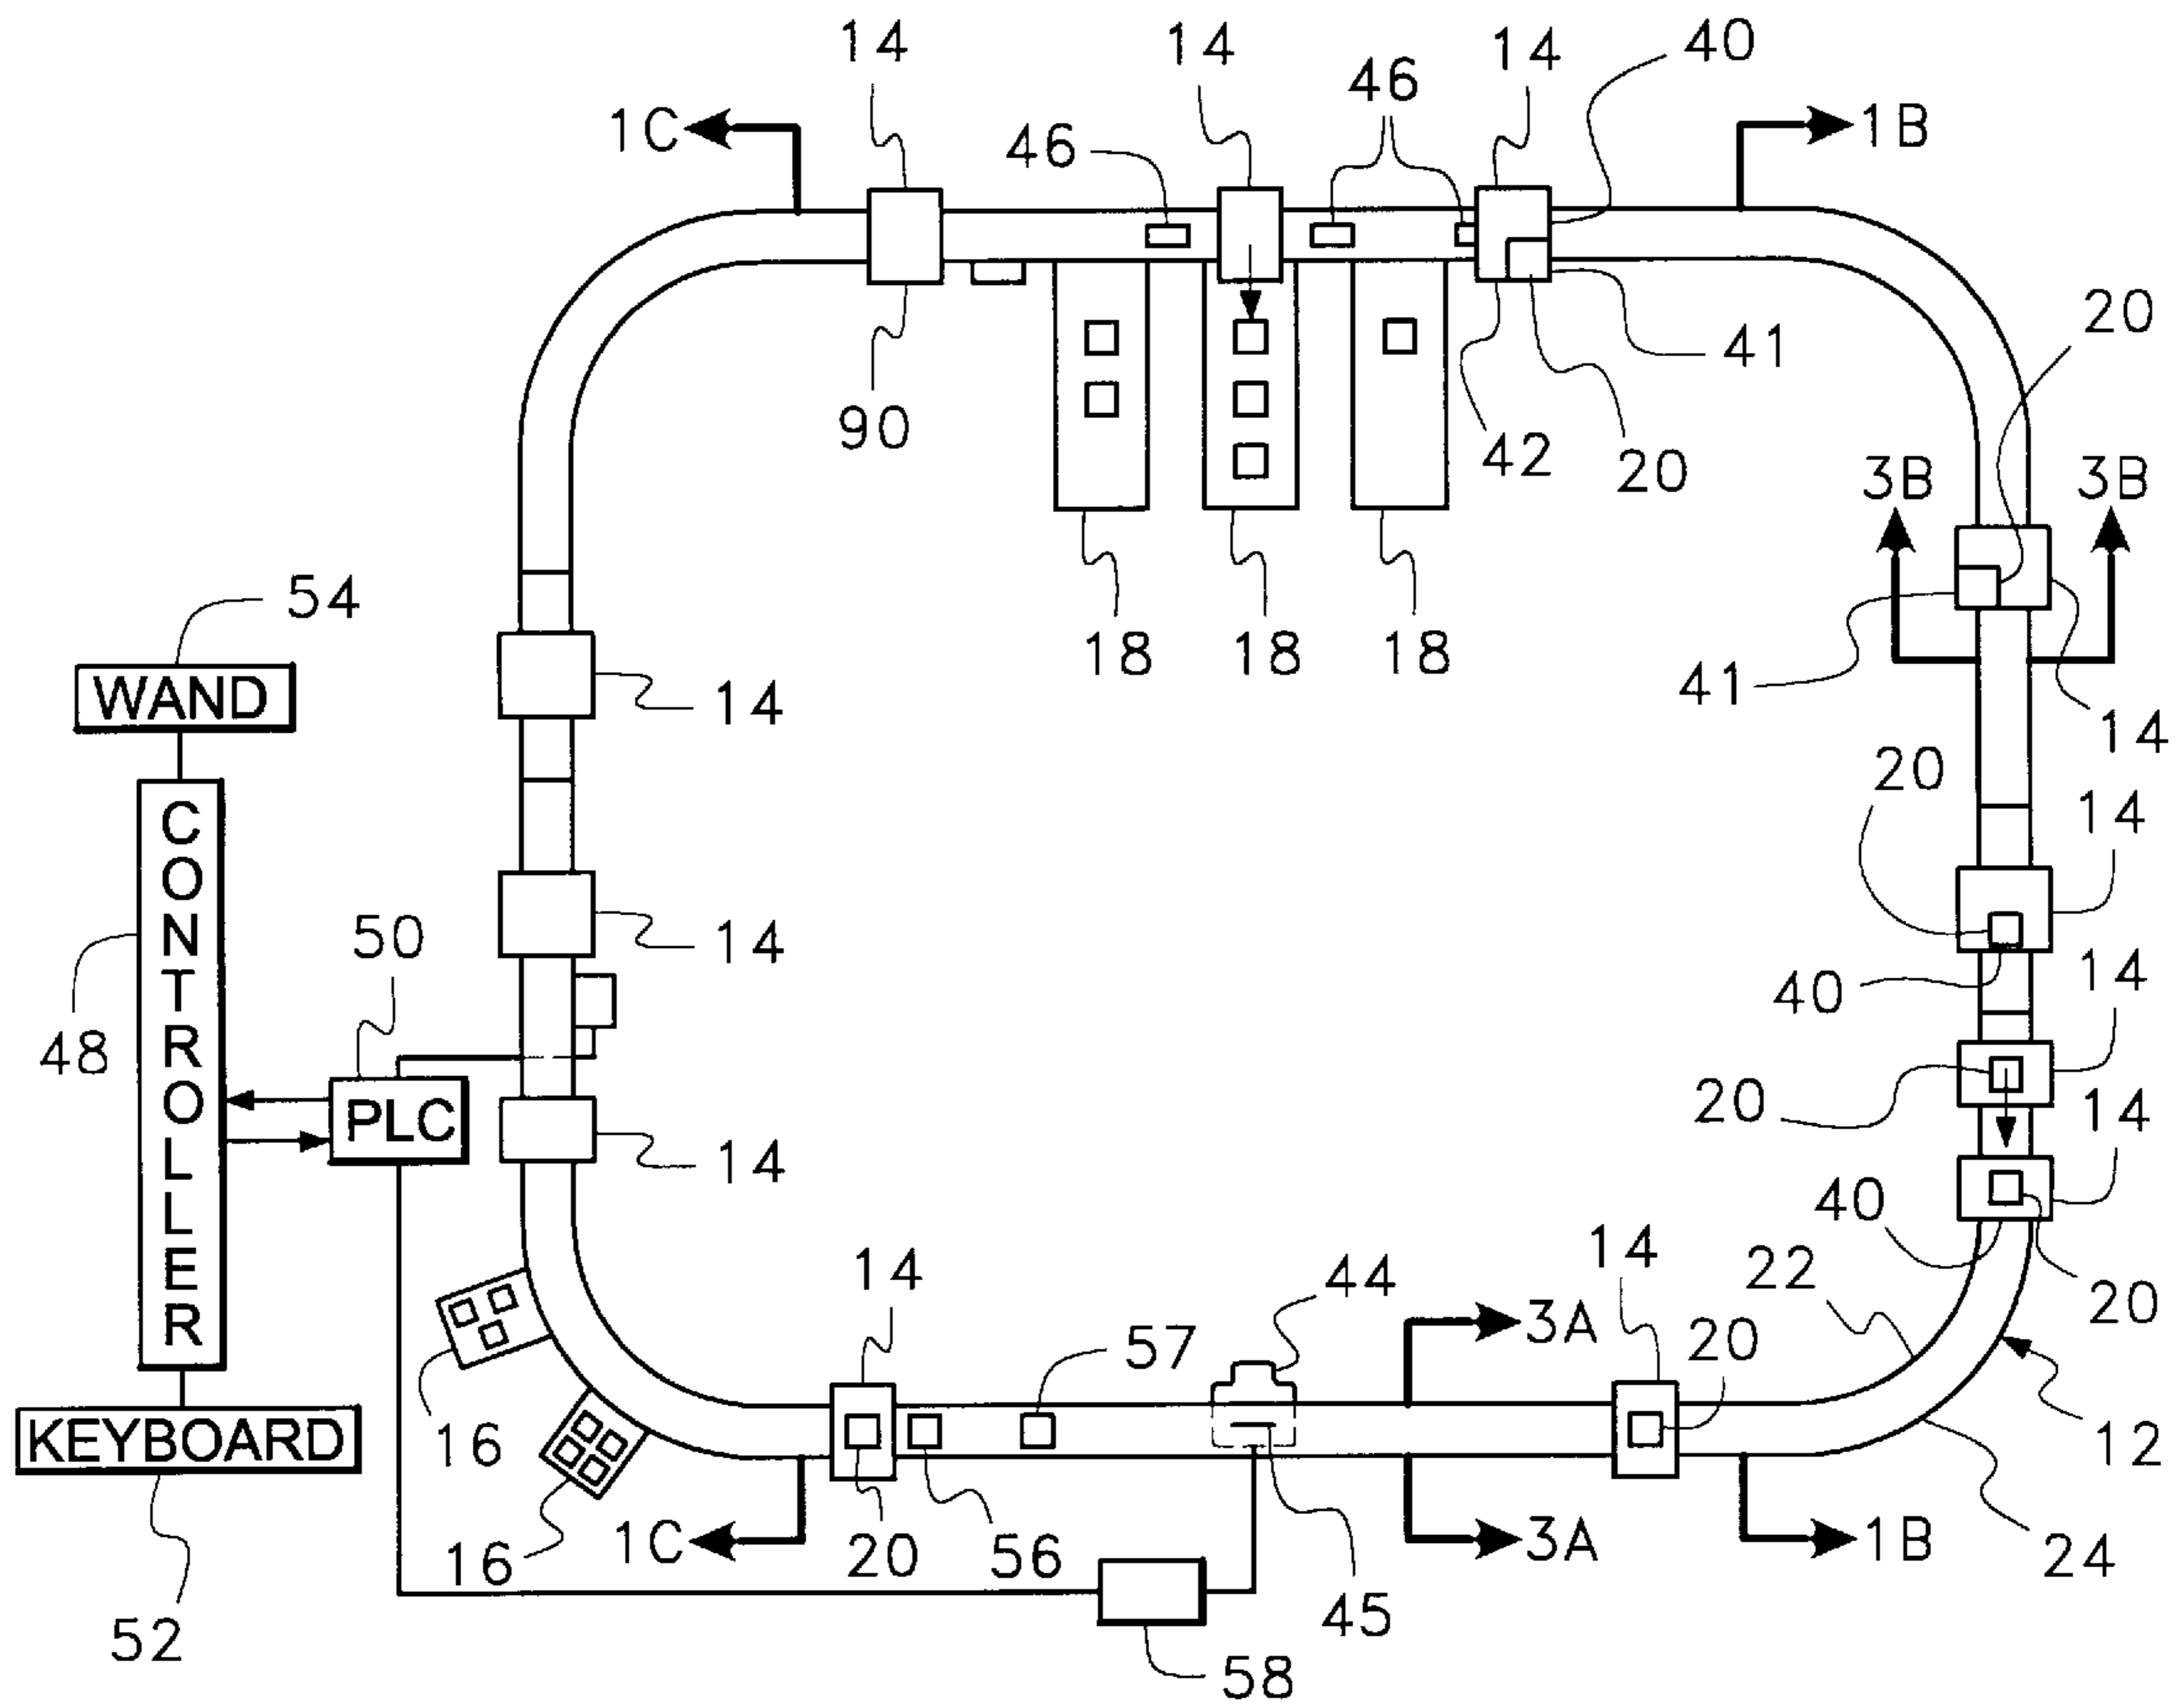 14 14 14 40
46
1C 46 1B
20
41
90 42 20
3B 3B
54
18 18 18
WAND 14 41 14
20
CONTROLLER 14
50 14
48 40 14
PLC 20 14
14
40
14 44 14 22
57 3A 20 20
16 12
KEYBOARD
16 1C 20 56 3A 1B 24
52 45
58